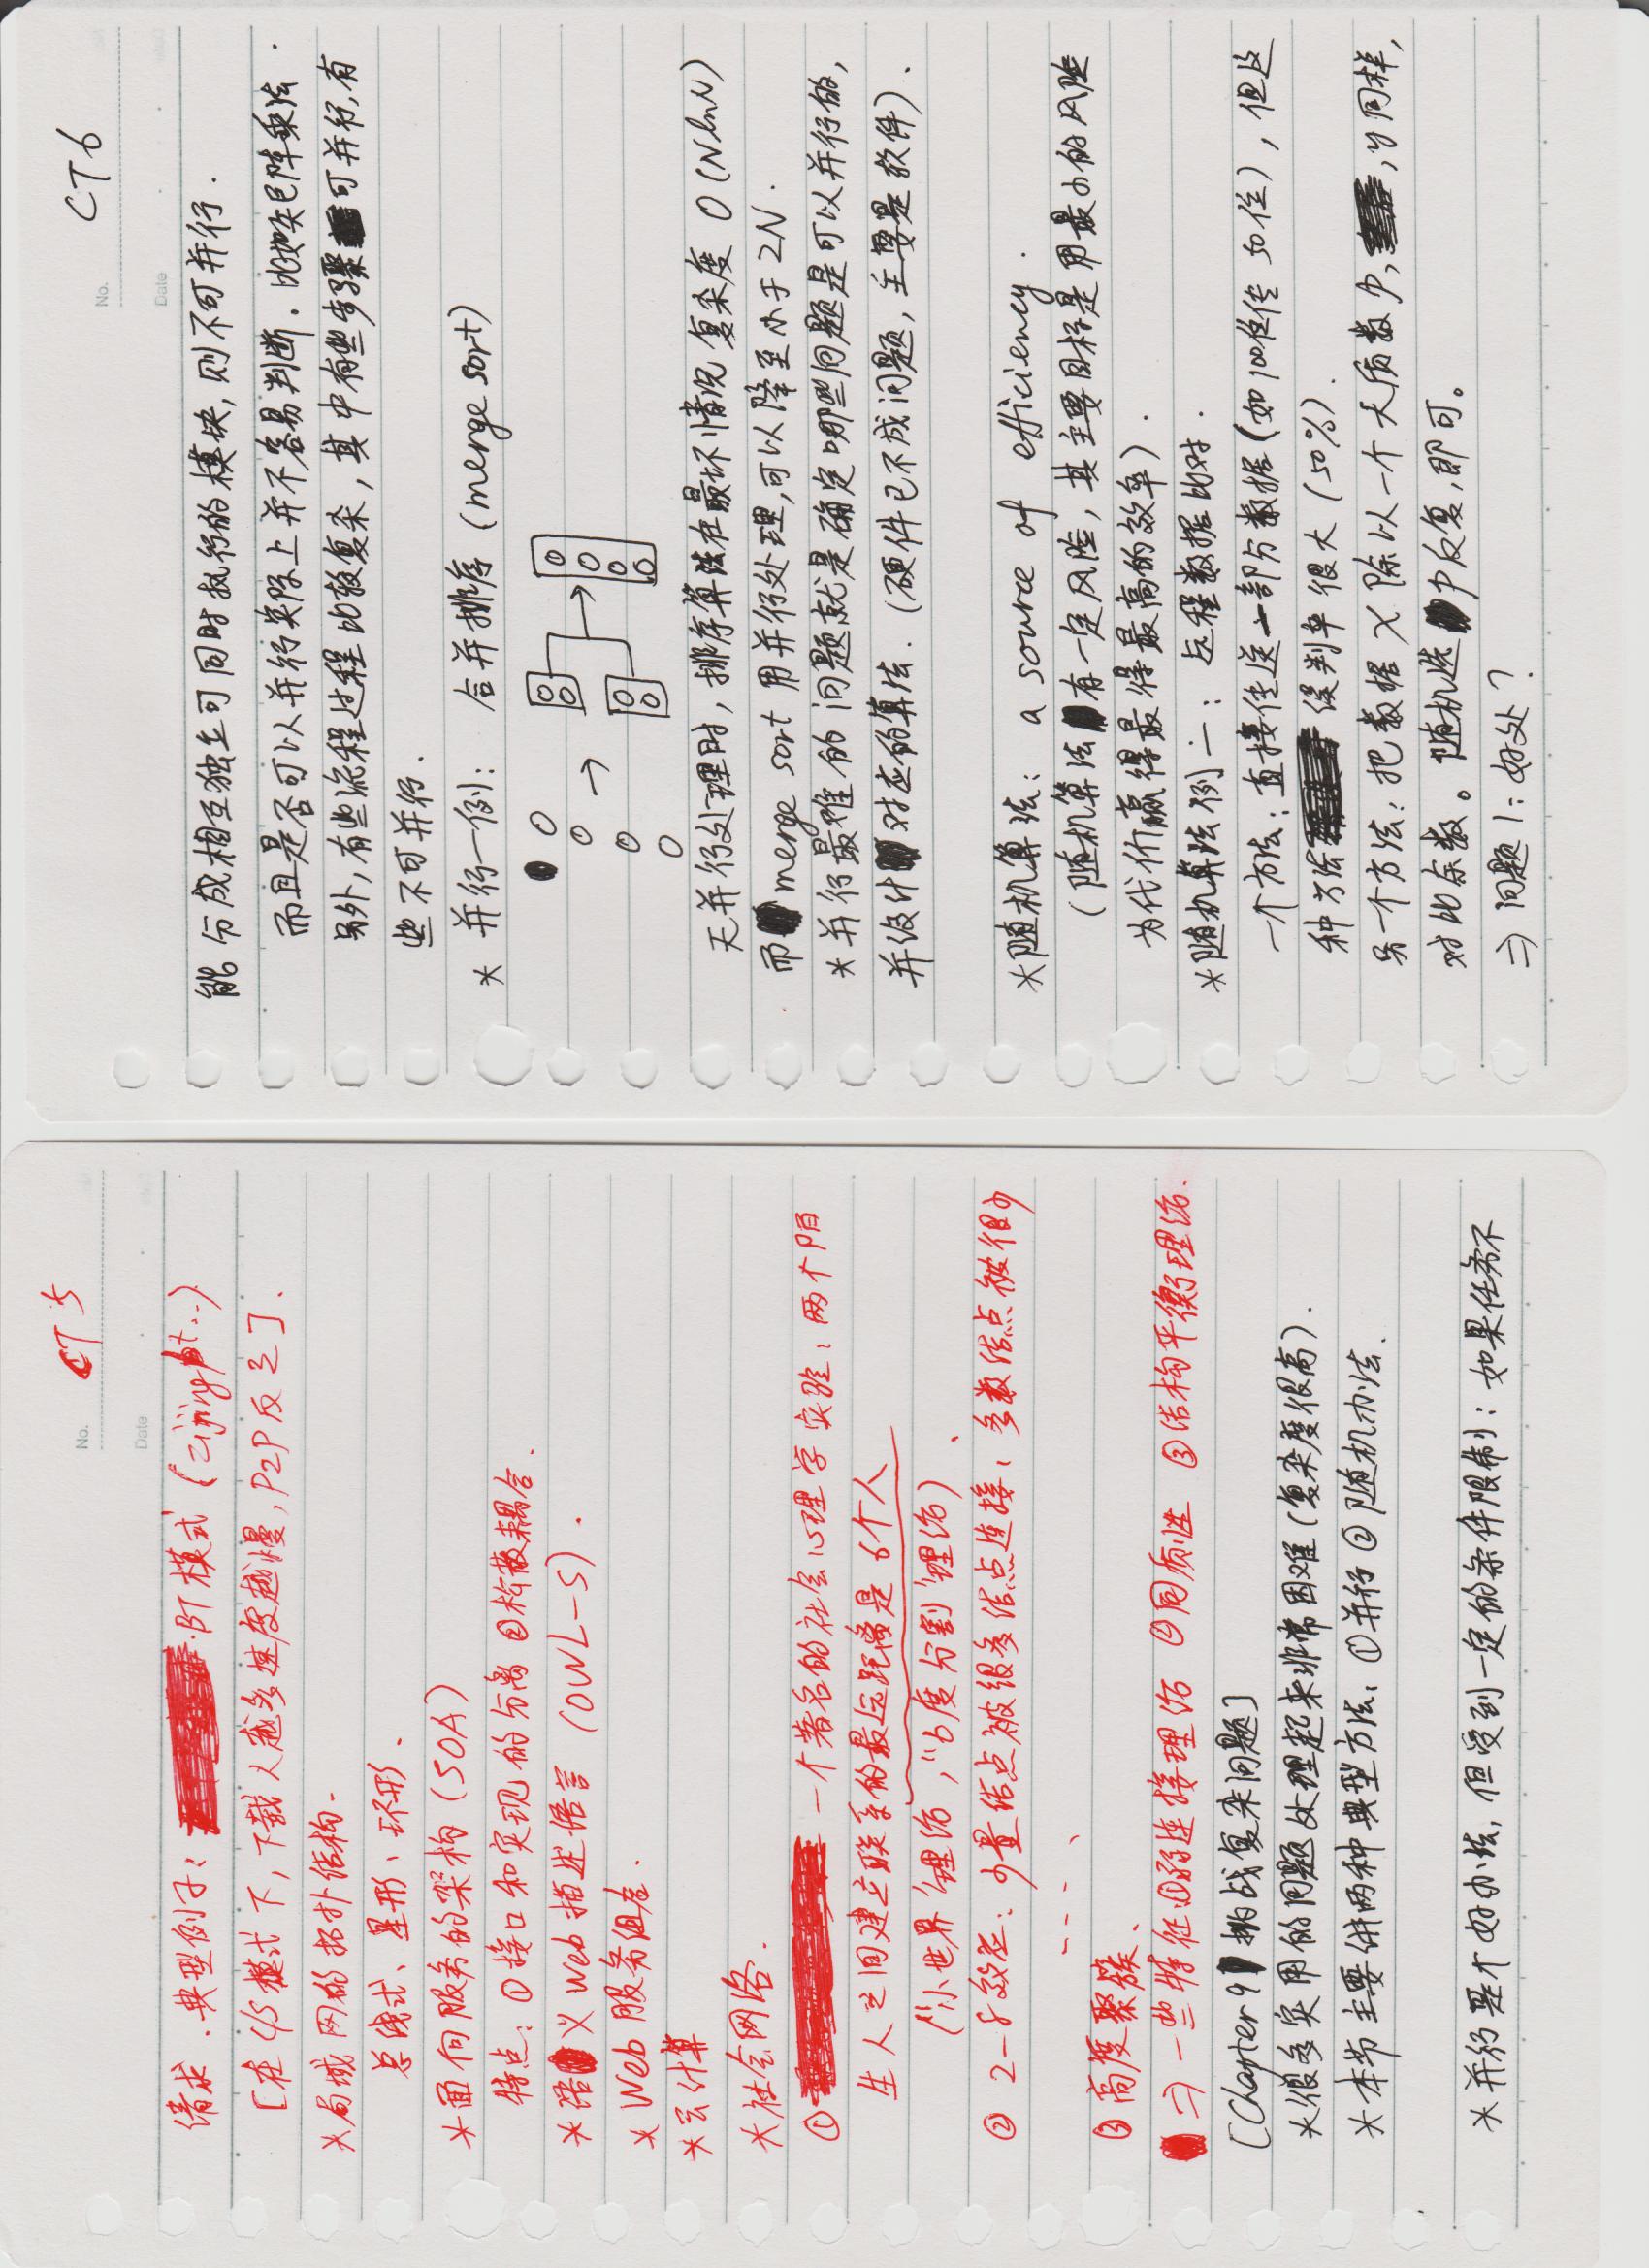 No. CT 5
Date
请求. 典型例子: BT模式 (zijing bt..)
[在C/S模式下, 下载人越多速度越慢, P2P反之].
*局域网的拓扑结构.
总线式、星形、环形.
*面向服务的架构 (SOA)
特点: ①接口和实现的分离 ②松散耦合.
*语义Web描述语言 (OWL-S).
*Web服务组合.
*云计算
*社会网络.
① 一个著名的社会心理学实验: 两个陌
生人之间建立联系的最远距离是6个人
("小世界"理论, "6度分割"理论).
② 2-8效应: 少量结点被很多结点连接, 多数结点被很少
----、
③高度聚簇、
⇒一些特征:①弱连接理论 ②同质性 ③结构平衡理论.
[Chapter 9 挑战复杂问题]
*很多实用的问题处理起来非常困难(复杂度很高).
*本节主要讲两种典型方法: ①并行 ②随机办法.
*并行是个好办法, 但受到一定的条件限制: 如果任务不
No. CT6
Date
能分成相互独立可同时执行的模块, 则不可并行.
而且是否可以并行实际上并不容易判断. 比如矩阵乘法.
另外, 有些流程过程比较复杂, 其中有些步骤可并行, 有
些不可并行.
* 并行一例: 合并排序 (merge sort)
无并行处理时, 排序算法在最坏情况复杂度 O(NlnN)
而 merge sort 用并行处理, 可以降至小于2N.
*并行最难的问题就是确定哪些问题是可以并行的,
并设计对应的算法. (硬件已不成问题, 主要是软件).
*随机算法: a source of efficiency.
(随机算法有一定风险, 其主要目标是用最小的风险
为代价赢得最得最高的效率).
*随机算法例一: 远程数据比对.
一个方法: 直接传送一部分数据(如100位传50位), 但这
种方法误判率很大 (50%).
另一个方法: 把数据x除以一个大质数p, , y同样,
对比余数。随机选p反复, 即可。
⇒ 问题1: 好处?